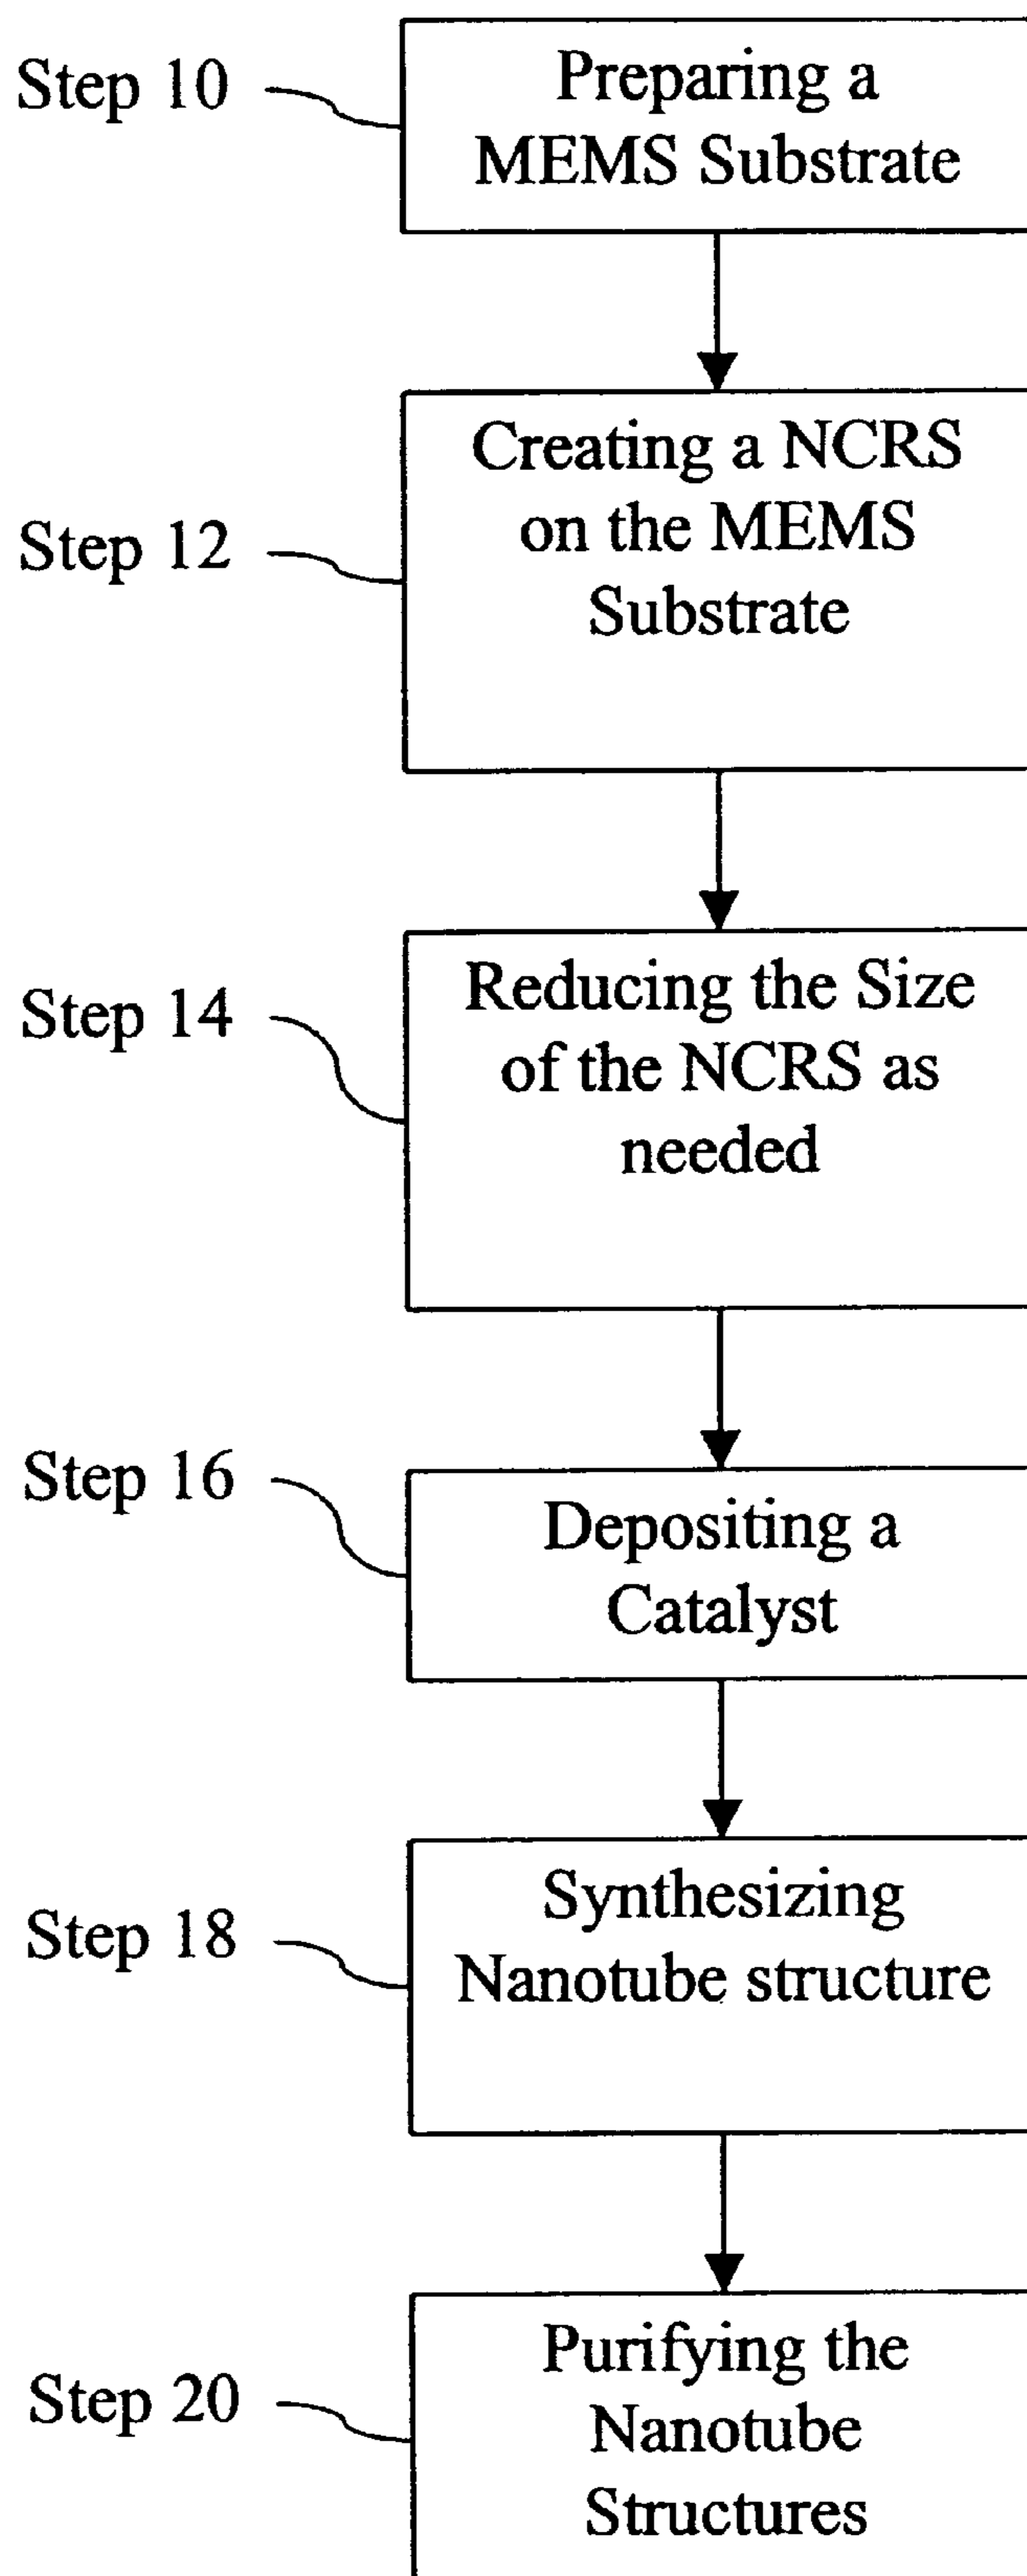 Step 10
Preparing a
MEMS Substrate
Step 12
Creating a NCRS
on the MEMS
Substrate
Step 14
Reducing the Size
of the NCRS as
needed
Step 16
Depositing a
Catalyst
Step 18
Synthesizing
Nanotube structure
Step 20
Purifying the
Nanotube
Structures